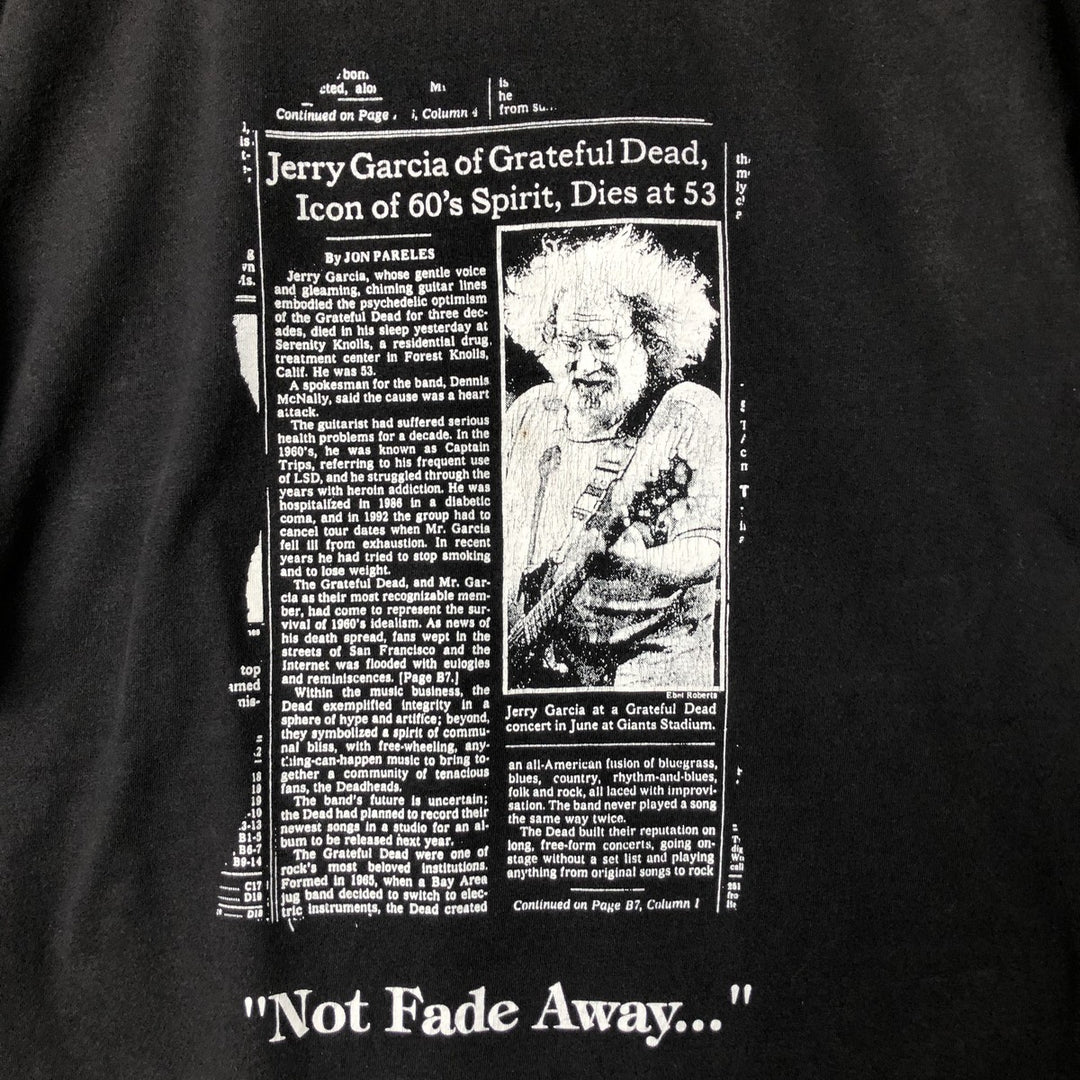 Continued on Page
Column 4
he
from
Jerry Garcia of Grateful Dead,
Icon of 60's Spirit, Dies at 53
By JON PARELES
Jerry Garcia, whose gentle voice
and gleaming, chiming guitar lines
embodied the psychedelic optimism
of the Grateful Dead for three dec-
ades, died in his sleep yesterday at
Serenity Knolls, a residential drug
treatment center in Forest Knolls,
Calif. He was 53.
A spokesman for the band, Dennis
McNally, said the cause was a heart
attack.
The guitarist had suffered serious
health problems for a decade. In the
1960's, he was known as Captain
Trips, referring to his frequent use
of LSD, and he struggled through the
years with heroin addiction. He was
hospitalized in 1986 in a diabetic
coma, and in 1992 the group had to
cancel tour dates when Mr. Garcia
fell ill from exhaustion. In recent
years he had tried to stop smoking
and to lose weight.
The Grateful Dead, and Mr. Gar-
cia as their most recognizable mem-
ber, had come to represent the sur-
vival of 1960's idealism. As news of
his death spread, fans wept in the
streets of San Francisco and the
Internet was flooded with eulogies
and reminiscences. [Page B7.]
Within the music business, the
Dead exemplified integrity in a
sphere of hype and artifice; beyond,
they symbolized a spirit of commu-
nal bliss, with free-wheeling, any-
thing-can-happen music to bring to-
gether a community of tenacious
fans, the Deadheads.
The band's future is uncertain;
the Dead had planned to record their
newest songs in a studio for an al-
bum to be released next year.
The Grateful Dead were one of
rock's most beloved institutions.
Formed in 1965, when a Bay Area
jug band decided to switch to elec-
tric instruments, the Dead created
Ebet Roberts
Jerry Garcia at a Grateful Dead
concert in June at Giants Stadium.
an all-American fusion of bluegrass,
blues, country, rhythm-and-blues,
folk and rock, all laced with improvi-
sation. The band never played a song
the same way twice.
The Dead built their reputation on
long, free-form concerts, going on-
stage without a set list and playing
anything from original songs to rock
Continued on Page B7, Column 1
top
18
18
19
B1-5
B6-7
B9-14
C17
D18
D18
"Not Fade Away..."